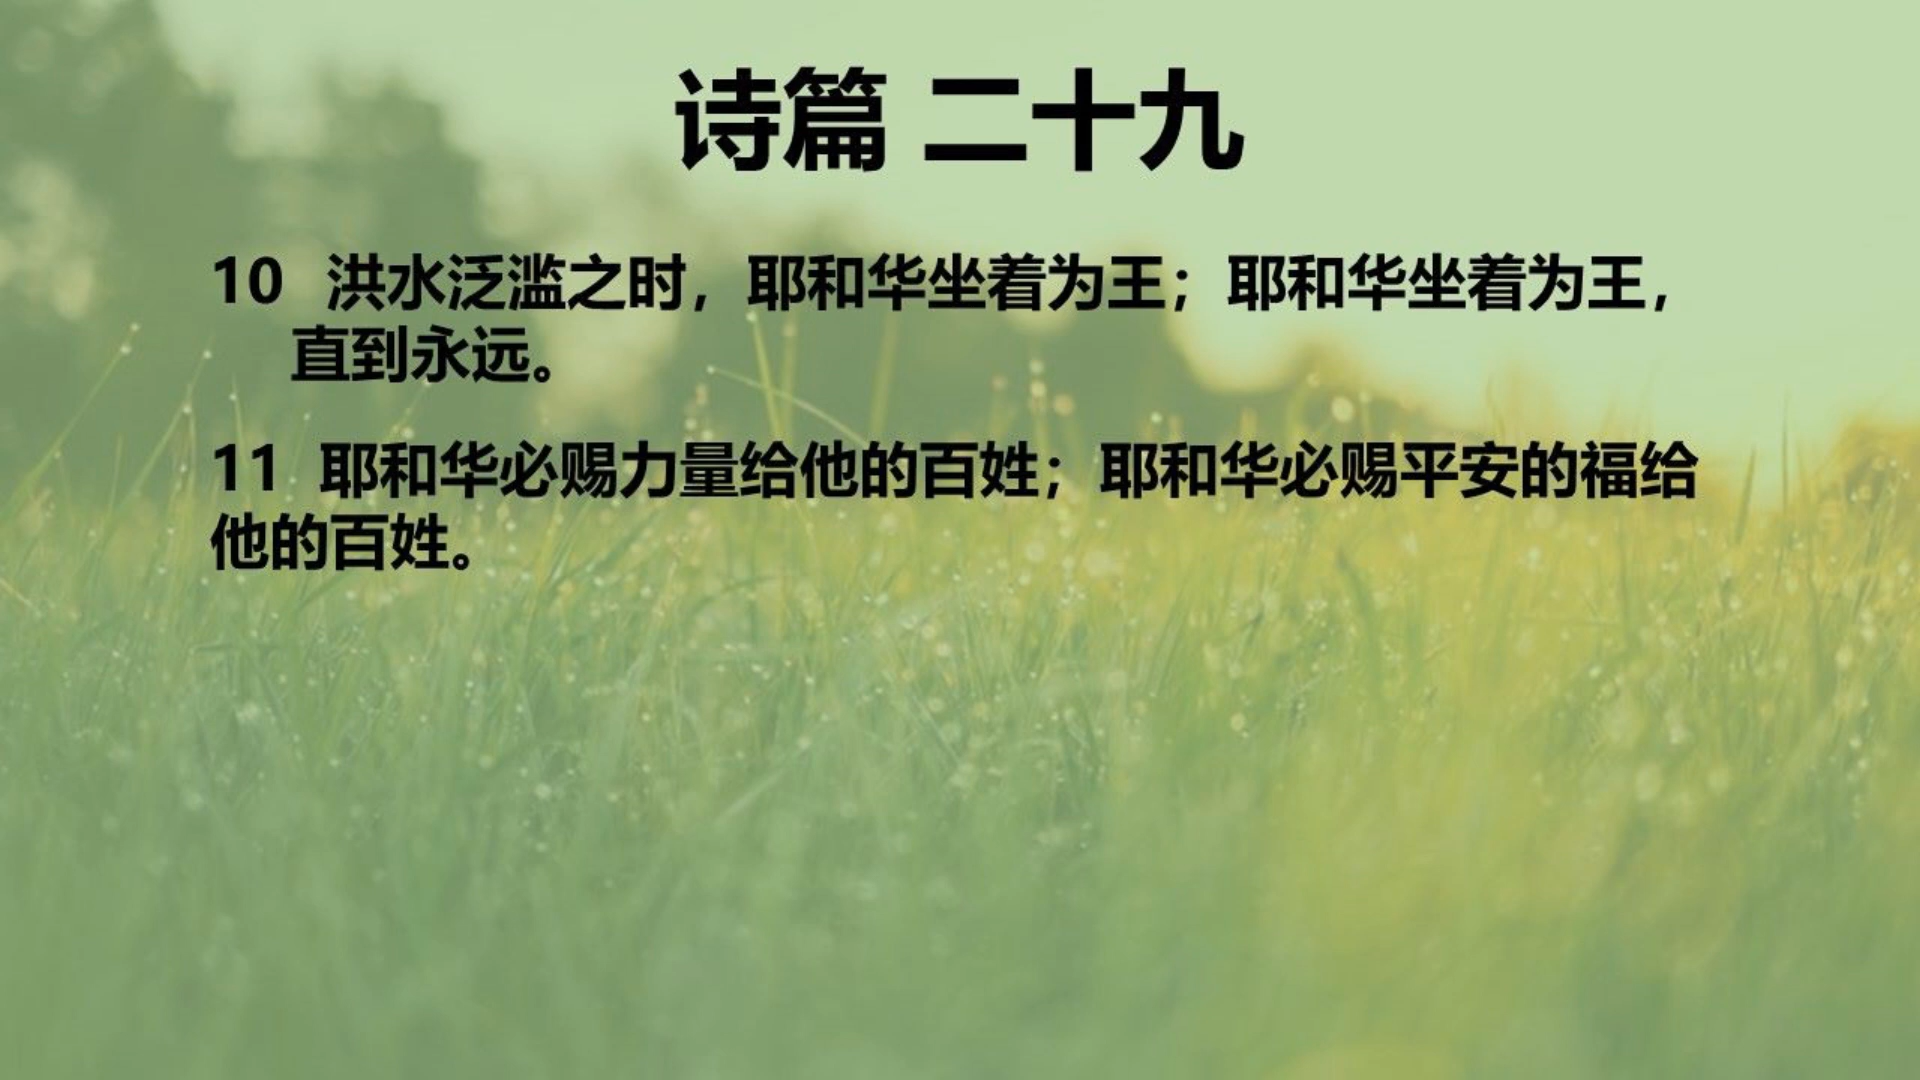 诗篇 二十九
10 洪水泛滥之时，耶和华坐着为王；耶和华坐着为王，
直到永远。
11 耶和华必赐力量给他的百姓；耶和华必赐平安的福给
他的百姓。